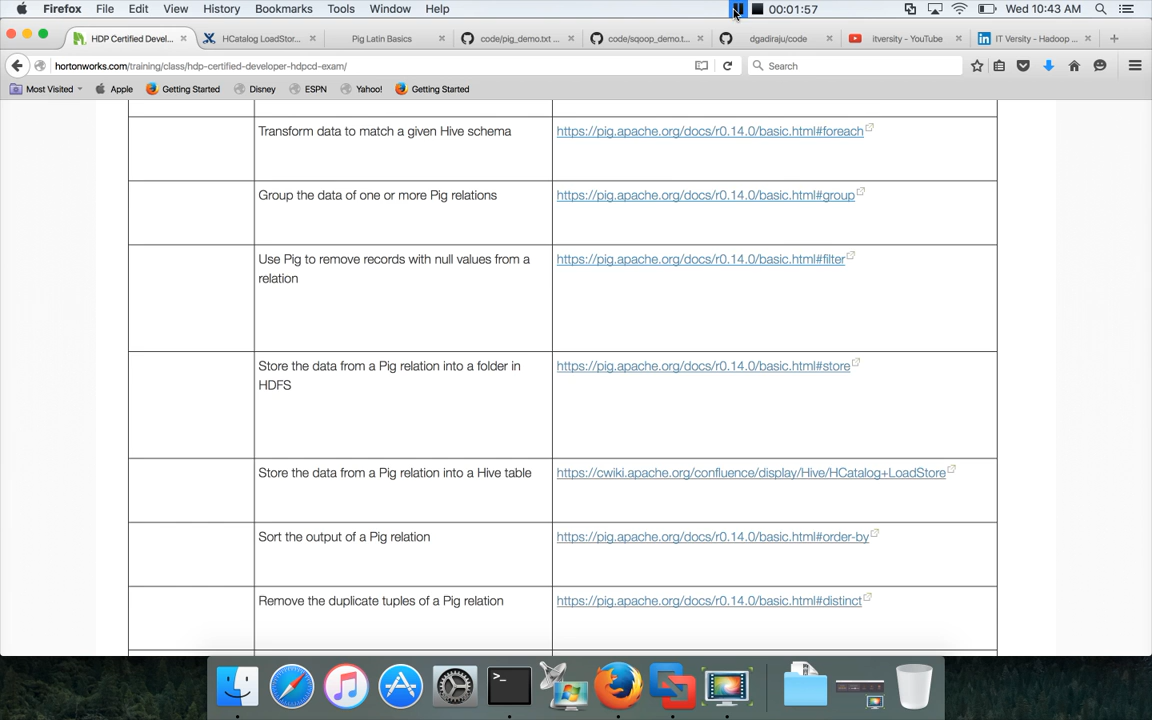 Firefox File Edit View History Bookmarks Tools Window Help 00:01:57 Wed 10:43 AM
HDP Certified Devel... HCatalog LoadStor... Pig Latin Basics code/pig_demo.txt ... code/sqoop_demo.t... dgadiraju/code itversity - YouTube IT Versity - Hadoop ...
hortonworks.com/training/class/hdp-certified-developer-hdpcd-exam/ Search
Most Visited Apple Getting Started Disney ESPN Yahoo! Getting Started
Transform data to match a given Hive schema https://pig.apache.org/docs/r0.14.0/basic.html#foreach
Group the data of one or more Pig relations https://pig.apache.org/docs/r0.14.0/basic.html#group
Use Pig to remove records with null values from a https://pig.apache.org/docs/r0.14.0/basic.html#filter
relation
Store the data from a Pig relation into a folder in https://pig.apache.org/docs/r0.14.0/basic.html#store
HDFS
Store the data from a Pig relation into a Hive table https://cwiki.apache.org/confluence/display/Hive/HCatalog+LoadStore
Sort the output of a Pig relation https://pig.apache.org/docs/r0.14.0/basic.html#order-by
Remove the duplicate tuples of a Pig relation https://pig.apache.org/docs/r0.14.0/basic.html#distinct